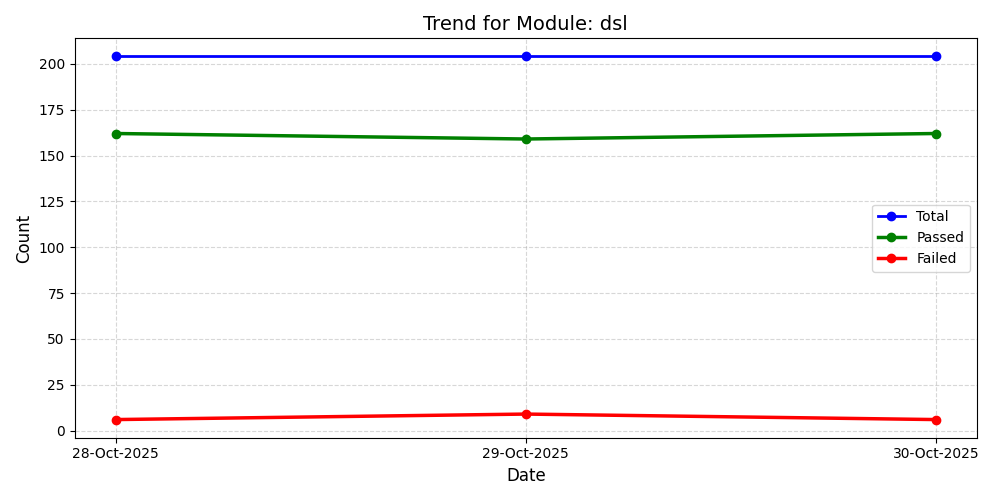 Trend for Module: dsl
Count
200
175
150
125
100
75
50
25
0
Total
Passed
Failed
28-Oct-2025
29-Oct-2025
30-Oct-2025
Date